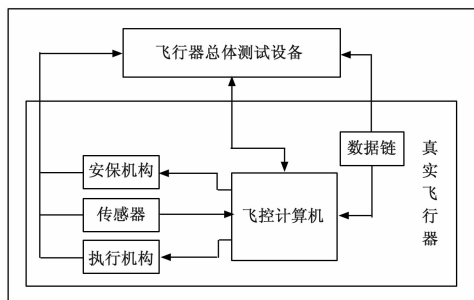 飞行器总体测试设备
数据链
真实飞行器
安保机构
传感器
飞控计算机
执行机构